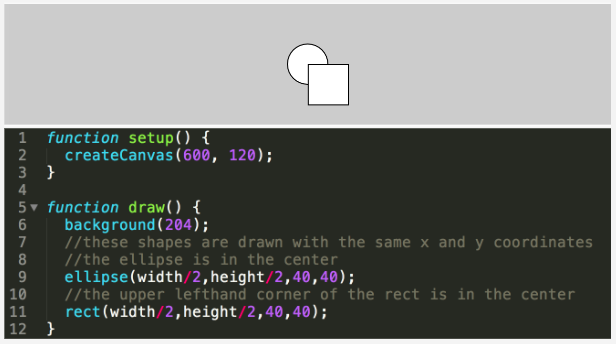 1 function setup() {
2 createCanvas(600, 120);
3 }
4
5 function draw() {
6 background(204);
7 //these shapes are drawn with the same x and y coordinates
8 //the ellipse is in the center
9 ellipse(width/2,height/2,40,40);
10 //the upper lefthand corner of the rect is in the center
11 rect(width/2,height/2,40,40);
12 }